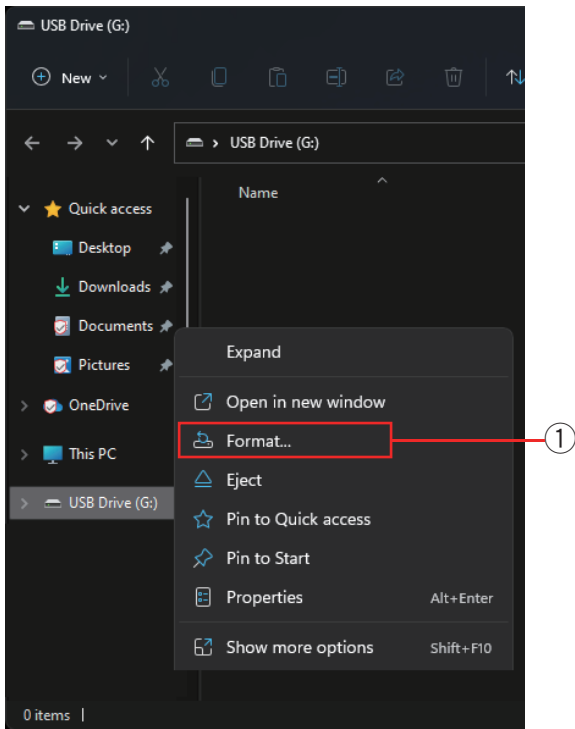 USB Drive (G:)
New
USB Drive (G:)
Name
Quick access
Desktop
Downloads
Documents
Pictures
OneDrive
This PC
USB Drive (G:)
Expand
Open in new window
Format...
①
Eject
Pin to Quick access
Pin to Start
Properties Alt+Enter
Show more options Shift+F10
0 items